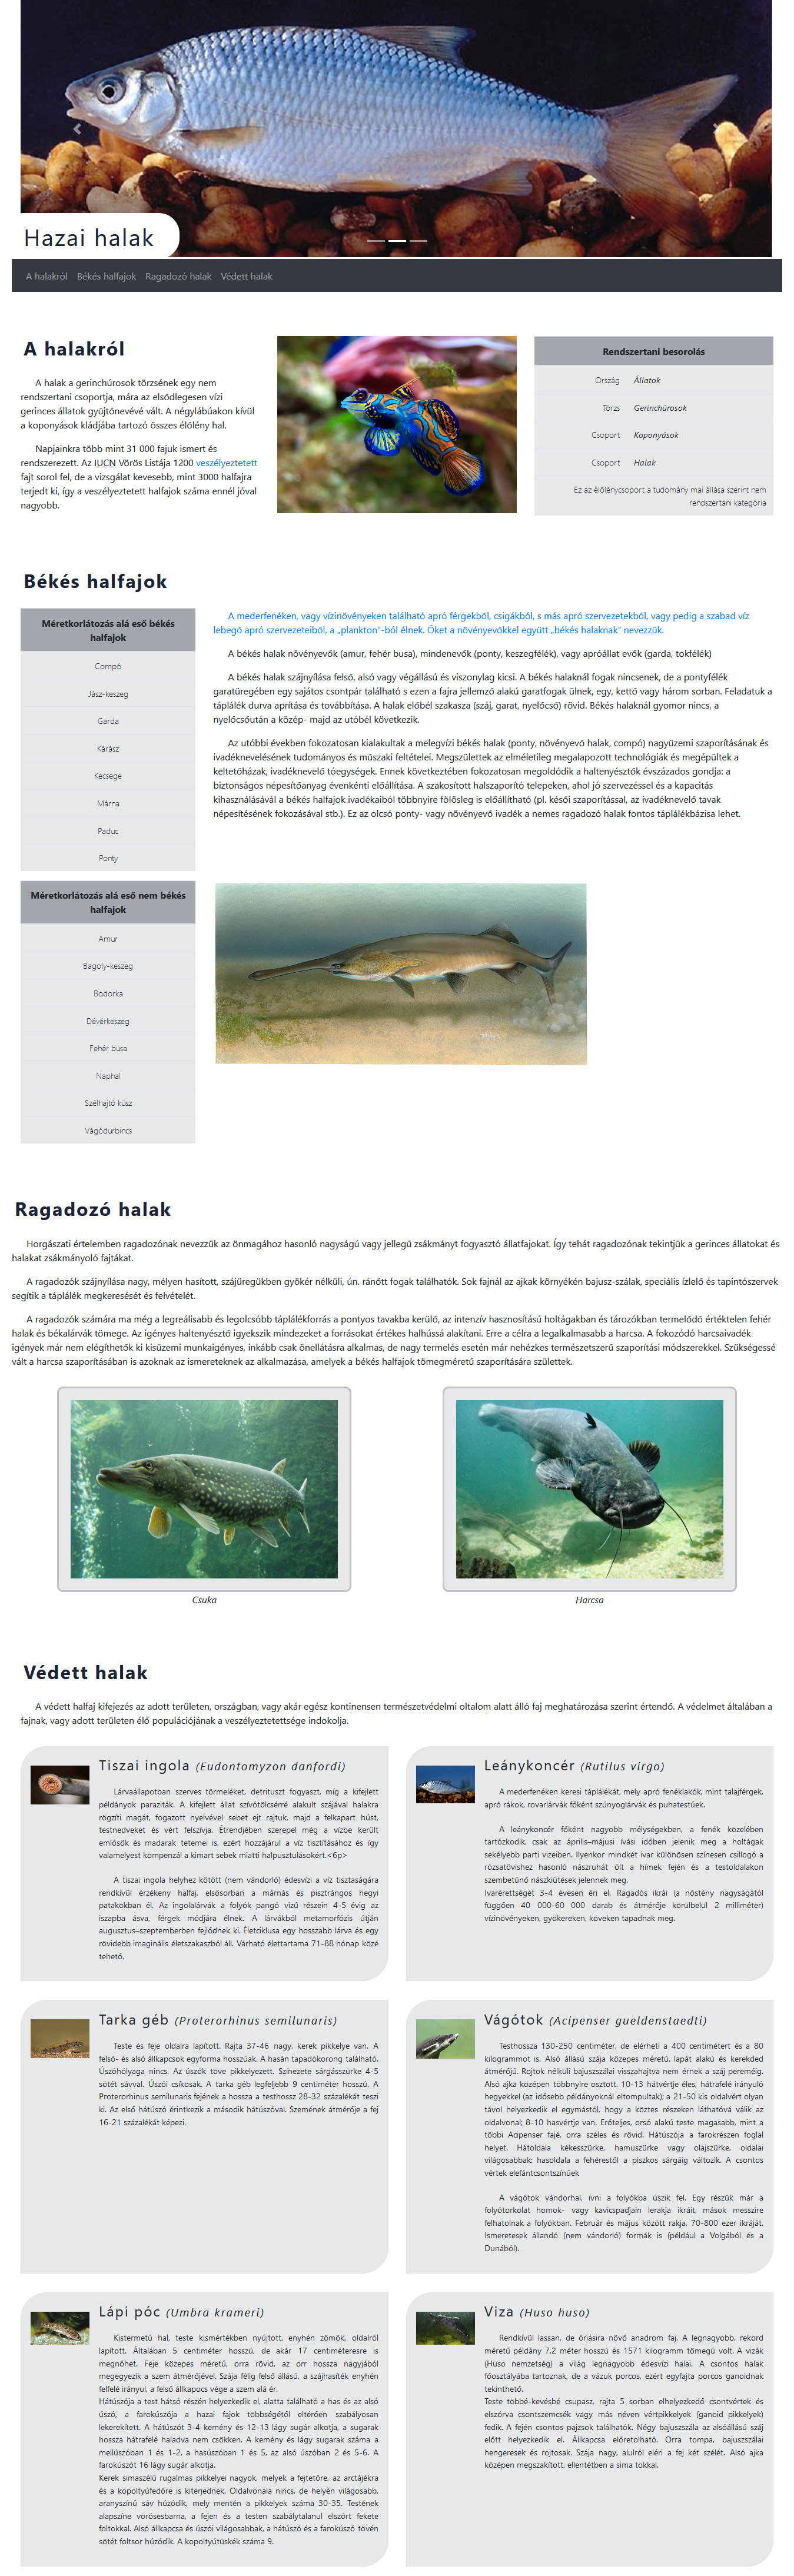 Hazai halak
A halakról Békés halfajok Ragadozó halak Védett halak
A halakról
A halak a gerinchúrosok törzsének egy nem
rendszertani csoportja, mára az elsődlegesen vízi
gerinces állatok gyűjtőnevévé vált. A négylábúakon kívül
a koponyások kládjába tartozó összes élőlény hal.
Napjainkra több mint 31 000 fajuk ismert és
rendszerezett. Az IUCN Vörös Listája 1200 veszélyeztetett
fajt sorol fel, de a vizsgálat kevesebb, mint 3000 halfajra
terjedt ki, így a veszélyeztetett halfajok száma ennél jóval
nagyobb.
Rendszertani besorolás
Ország Állatok
Törzs Gerinchúrosok
Csoport Koponyások
Csoport Halak
Ez az élőlénycsoport a tudomány mai állása szerint nem
rendszertani kategória
Békés halfajok
Méretkorlátozás alá eső békés
halfajok
Compó
Jász-keszeg
Garda
Kárász
Kecsege
Márna
Paduc
Ponty
A mederfenéken, vagy vízinövényeken található apró férgekből, csigákból, s más apró szervezetekből, vagy pedig a szabad víz
lebegő apró szervezeteiből, a „plankton"-ból élnek. Őket a növényevőkkel együtt „békés halaknak" nevezzük.
A békés halak növényevők (amur, fehér busa), mindenevők (ponty, keszegfélék), vagy apróállat evők (garda, tokfélék)
A békés halak szájnyílása felső, alsó vagy végállású és viszonylag kicsi. A békés halaknál fogak nincsenek, de a pontyfélék
garatüregében egy sajátos csontpár található s ezen a fajra jellemző alakú garatfogak ülnek, egy, kettő vagy három sorban. Feladatuk a
táplálék durva aprítása és továbbítása. A halak előbél szakasza (száj, garat, nyelőcső) rövid. Békés halaknál gyomor nincs, a
nyelőcsőután a közép- majd az utóbél következik.
Az utóbbi években fokozatosan kialakultak a melegvízi békés halak (ponty, növényevő halak, compó) nagyüzemi szaporításának és
ivadéknevelésének tudományos és műszaki feltételei. Megszülettek az elméletileg megalapozott technológiák és megépültek a
keltetőházak, ivadéknevelő tóegységek. Ennek következtében fokozatosan megoldódik a haltenyésztők évszázados gondja: a
biztonságos népesítőanyag évenkénti előállítása. A szakosított halszaporító telepeken, ahol jó szervezéssel és a kapacitás
kihasználásával a békés halfajok ivadékaiból többnyire fölösleg is előállítható (pl. késői szaporítással, az ivadéknevelő tavak
népesítésének fokozásával stb.). Ez az olcsó ponty- vagy növényevő ivadék a nemes ragadozó halak fontos táplálékbázisa lehet.
Méretkorlátozás alá eső nem békés
halfajok
Amur
Bagoly-keszeg
Bodorka
Dévérkeszeg
Fehér busa
Naphal
Szélhajtó küsz
Vágódurbincs
Ragadozó halak
Horgászati értelemben ragadozónak nevezzük az önmagához hasonló nagyságú vagy jellegű zsákmányt fogyasztó állatfajokat. Így tehát ragadozónak tekintjük a gerinces állatokat és
halakat zsákmányoló fajtákat.
A ragadozók szájnyílása nagy, mélyen hasított, szájüregükben gyökér nélküli, ún. ránőtt fogak találhatók. Sok fajnál az ajkak környékén bajusz-szálak, speciális ízlelő és tapintószervek
segítik a táplálék megkeresését és felvételét.
A ragadozók számára ma még a legreálisabb és legolcsóbb táplálékforrás a pontyos tavakba kerülő, az intenzív hasznosítású holtágakban és tározókban termelődő értéktelen fehér
halak és békalárvák tömege. Az igényes haltenyésztő igyekszik mindezeket a forrásokat értékes halhússá alakítani. Erre a célra a legalkalmasabb a harcsa. A fokozódó harcsaivadék
igények már nem elégíthetők ki kisüzemi munkaigényes, inkább csak önellátásra alkalmas, de nagy termelés esetén már nehézkes természetszerű szaporítási módszerekkel. Szükségessé
vált a harcsa szaporításában is azoknak az ismereteknek az alkalmazása, amelyek a békés halfajok tömegméretű szaporítására születtek.
Csuka
Harcsa
Védett halak
A védett halfaj kifejezés az adott területen, országban, vagy akár egész kontinensen természetvédelmi oltalom alatt álló faj meghatározása szerint értendő. A védelmet általában a
fajnak, vagy adott területen élő populációjának a veszélyeztetettsége indokolja.
Tiszai ingola (Eudontomyzon danfordi)
Lárvaállapotban szerves törmeléket, detrituszt fogyaszt, míg a kifejlett
példányok paraziták. A kifejlett állat szívótölcsérré alakult szájával halakra
rögzíti magát, fogazott nyelvével sebet ejt rajtuk, majd a felkapart húst,
testnedveket és vért felszívja. Étrendjében szerepel még a vízbe került
emlősök és madarak tetemei is, ezért hozzájárul a víz tisztításához és így
valamelyest kompenzál a kimart sebek miatti halpusztulásokért.<6p>
A tiszai ingola helyhez kötött (nem vándorló) édesvízi a víz tisztaságára
rendkívül érzékeny halfaj, elsősorban a márnás és pisztrángos hegyi
patakokban él. Az ingolalárvák a folyók pangó vizű részein 4-5 évig az
iszapba ásva, férgek módjára élnek. A lárvákból metamorfózis útján
augusztus–szeptemberben fejlődnek ki. Életciklusa egy hosszabb lárva és egy
rövidebb imaginális életszakaszból áll. Várható élettartama 71-88 hónap közé
tehető.
Leánykoncér (Rutilus virgo)
A mederfenéken keresi táplálékát, mely apró fenéklakók, mint talajférgek,
apró rákok, rovarlárvák főként szúnyoglárvák és puhatestűek.
A leánykoncér főként nagyobb mélységekben, a fenék közelében
tartózkodik, csak az április–májusi ívási időben jelenik meg a holtágak
sekélyebb parti vizeiben. Ilyenkor mindkét ivar különösen színesen csillogó a
rózsatövishez hasonló nászruhát ölt a hímek fején és a testoldalakon
szembetűnő nászkiütések jelennek meg.
Ivarérettségét 3-4 évesen éri el. Ragadós ikrái (a nőstény nagyságától
függően 40 000-60 000 darab és átmérője körülbelül 2 milliméter)
vízinövényeken, gyökereken, köveken tapadnak meg.
Tarka géb (Proterorhinus semilunaris)
Teste és feje oldalra lapított. Rajta 37-46 nagy, kerek pikkelye van. A
felső- és alsó állkapcsok egyforma hosszúak. A hasán tapadókorong található.
Úszóhólyaga nincs. Az úszók töve pikkelyezett. Színezete sárgásszürke 4-5
sötét sávval. Úszói csíkosak. A tarka géb legfeljebb 9 centiméter hosszú. A
Proterorhinus semilunaris fejének a hossza a testhossz 28-32 százalékát teszi
ki. Az első hátúszó érintkezik a második hátúszóval. Szemének átmérője a fej
16-21 százalékát képezi.
Vágótok (Acipenser gueldenstaedti)
Testhossza 130-250 centiméter, de elérheti a 400 centimétert és a 80
kilogrammot is. Alsó állású szája közepes méretű, lapát alakú és kerekded
átmérőjű. Rojtok nélküli bajuszszálai visszahajtva nem érnek a száj pereméig.
Alsó ajka középen többnyire osztott. 10-13 hátvértje éles, hátrafelé irányuló
hegyekkel (az idősebb példányoknál eltompultak); a 21-50 kis oldalvért olyan
távol helyezkedik el egymástól, hogy a köztes részeken láthatóvá válik az
oldalvonal; 8-10 hasvértje van. Erőteljes, orsó alakú teste magasabb, mint a
többi Acipenser fajé, orra széles és rövid. Hátúszója a farokrészen foglal
helyet. Hátoldala kékesszürke, hamuszürke vagy olajszürke, oldalai
világosabbak; hasoldala a fehérestől a piszkos sárgáig változik. A csontos
vértek elefántcsontszínűek
A vágótok vándorhal, ívni a folyókba úszik fel. Egy részük már a
folyótorkolat homok- vagy kavicspadjain lerakja ikráit, mások messzire
felhatolnak a folyókban. Február és május között rakja, 70-800 ezer ikráját.
Ismeretesek állandó (nem vándorló) formák is (például a Volgából és a
Dunából).
Lápi póc (Umbra krameri)
Kistermetű hal, teste kismértékben nyújtott, enyhén zömök, oldalról
lapított. Általában 5 centiméter hosszú, de akár 17 centiméteresre is
megnőhet. Feje közepes méretű, orra rövid, az orr hossza nagyjából
megegyezik a szem átmérőjével. Szája félig felső állású, a szájhasíték enyhén
felfelé irányul, a felső állkapocs vége a szem alá ér.
Hátúszója a test hátsó részén helyezkedik el, alatta található a has és az alsó
úszó, a farokúszója a hazai fajok többségétől eltérően szabályosan
lekerekített. A hátúszót 3-4 kemény és 12-13 lágy sugár alkotja, a sugarak
hossza hátrafelé haladva nem csökken. A kemény és lágy sugarak száma a
mellúszóban 1 és 1-2, a hasúszóban 1 és 5, az alsó úszóban 2 és 5-6. A
farokúszót 16 lágy sugár alkotja.
Kerek simaszélű rugalmas pikkelyei nagyok, melyek a fejtetőre, az arctájékra
és a kopoltyúfedőre is kiterjednek. Oldalvonala nincs, de helyén világosabb,
aranyszínű sáv húzódik, mely mentén a pikkelyek száma 30-35. Testének
alapszíne vörösesbarna, a fejen és a testen szabálytalanul elszórt fekete
foltokkal. Alsó állkapcsa és úszói világosabbak, a hátúszó és a farokúszó tövén
sötét foltsor húzódik. A kopoltyútüskék száma 9.
Viza (Huso huso)
Rendkívül lassan, de óriásira növő anadrom faj. A legnagyobb, rekord
méretű példány 7,2 méter hosszú és 1571 kilogramm tömegű volt. A vizák
(Huso nemzetség) a világ legnagyobb édesvízi halai. A csontos halak
főosztályába tartoznak, de a vázuk porcos, ezért egyfajta porcos ganoidnak
tekinthető.
Teste többé-kevésbé csupasz, rajta 5 sorban elhelyezkedő csontvértek és
elszórva csontszemcsék vagy más néven vértpikkelyek (ganoid pikkelyek)
fedik. A fején csontos pajzsok találhatók. Négy bajuszszála az alsóállású száj
előtt helyezkedik el. Állkapcsa előretolható. Orra tompa, bajuszszálai
hengeresek és rojtosak. Szája nagy, alulról eléri a fej két szélét. Alsó ajka
középen megszakított, ellentétben a sima tokkal.